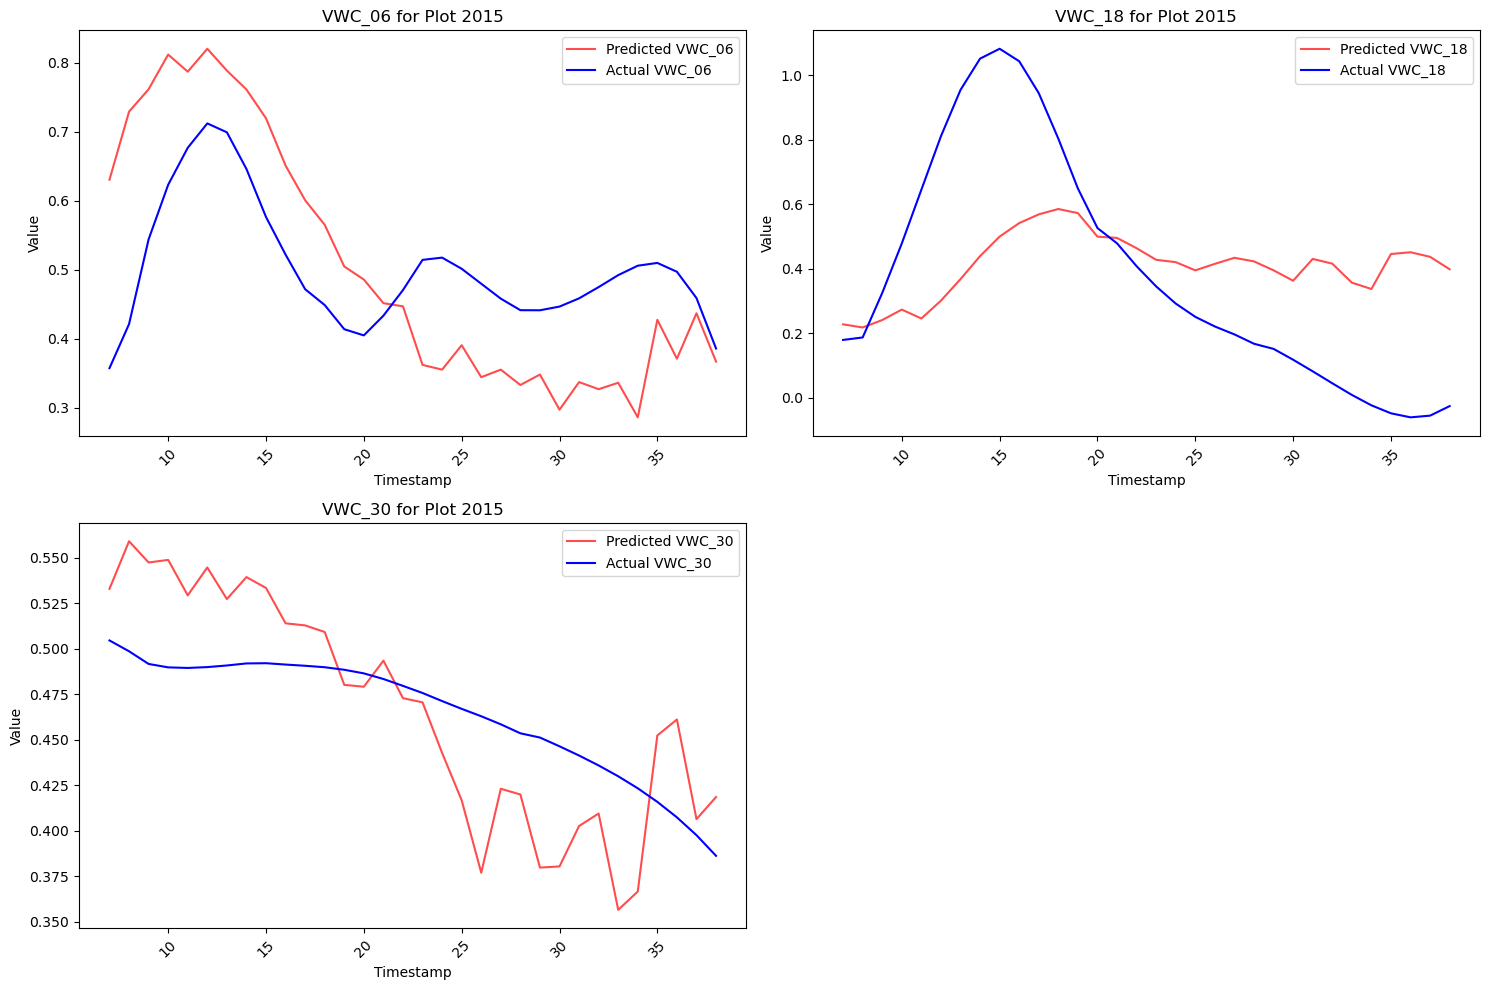 VWC_06 for Plot 2015
Predicted VWC_06
Actual VWC_06
Value
0.8
0.7
0.6
0.5
0.4
0.3
10
15
20
25
30
35
Timestamp
VWC_18 for Plot 2015
Predicted VWC_18
Actual VWC_18
Value
1.0
0.8
0.6
0.4
0.2
0.0
10
15
20
25
30
35
Timestamp
VWC_30 for Plot 2015
Predicted VWC_30
Actual VWC_30
Value
0.550
0.525
0.500
0.475
0.450
0.425
0.400
0.375
0.350
10
15
20
25
30
35
Timestamp